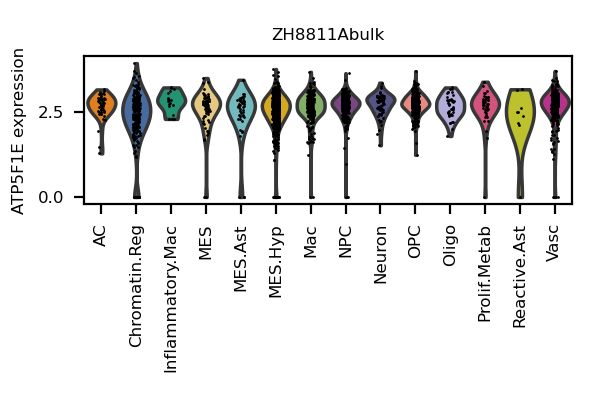 ZH8811Abulk
ATP5F1E expression
2.5
0.0
AC
Chromatin.Reg
Inflammatory.Mac
MES
MES.Ast
MES.Hyp
Mac
NPC
Neuron
OPC
Oligo
Prolif.Metab
Reactive.Ast
Vasc